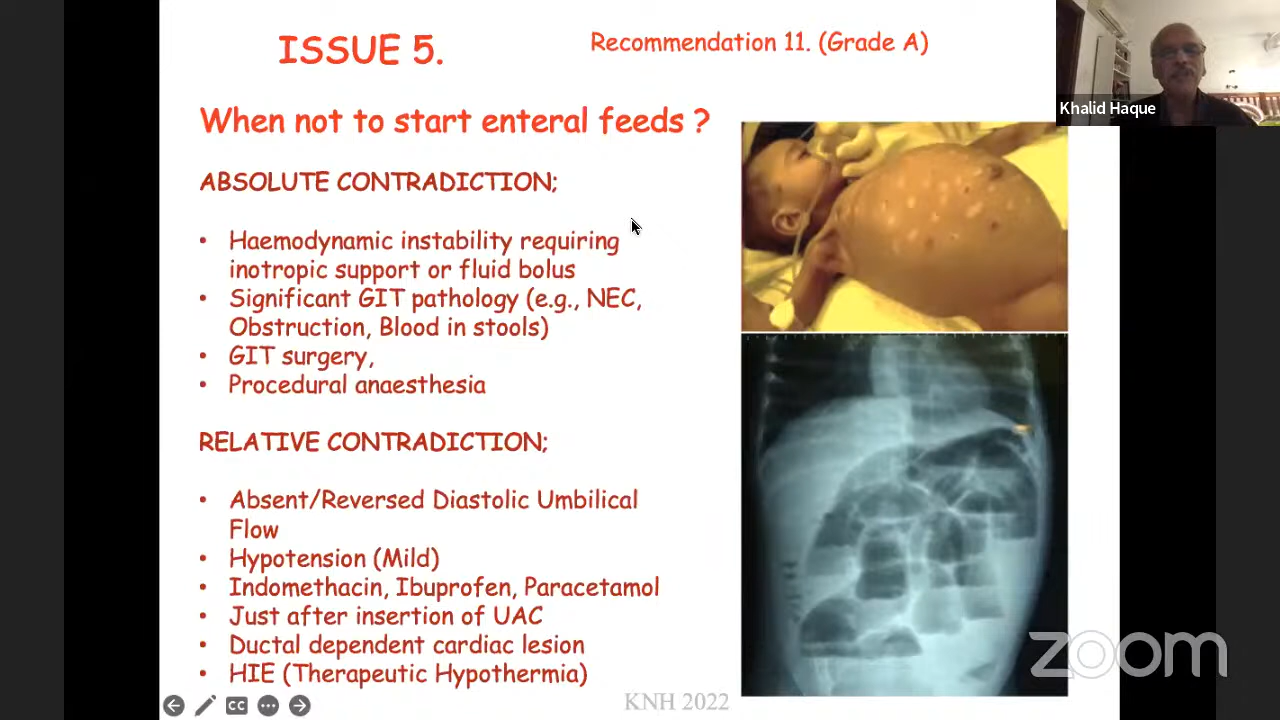 ISSUE 5.
Recommendation 11. (Grade A)
Khalid Haque
When not to start enteral feeds ?
ABSOLUTE CONTRADICTION;
• Haemodynamic instability requiring
inotropic support or fluid bolus
• Significant GIT pathology (e.g., NEC,
Obstruction, Blood in stools)
• GIT surgery,
• Procedural anaesthesia
RELATIVE CONTRADICTION;
• Absent/Reversed Diastolic Umbilical
Flow
• Hypotension (Mild)
• Indomethacin, Ibuprofen, Paracetamol
• Just after insertion of UAC
• Ductal dependent cardiac lesion
• HIE (Therapeutic Hypothermia)
zoom
CC
KNH 2022